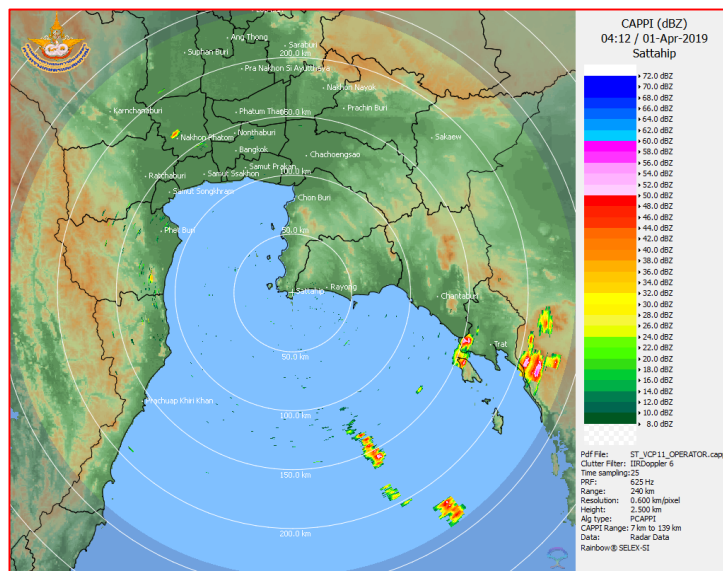 CAPPI (dBZ)
04:12 / 01-Apr-2019
Sattahip
72.0 dBZ
70.0 dBZ
68.0 dBZ
66.0 dBZ
64.0 dBZ
62.0 dBZ
60.0 dBZ
58.0 dBZ
56.0 dBZ
54.0 dBZ
52.0 dBZ
50.0 dBZ
48.0 dBZ
46.0 dBZ
44.0 dBZ
42.0 dBZ
40.0 dBZ
38.0 dBZ
36.0 dBZ
34.0 dBZ
32.0 dBZ
30.0 dBZ
28.0 dBZ
26.0 dBZ
24.0 dBZ
22.0 dBZ
20.0 dBZ
18.0 dBZ
16.0 dBZ
14.0 dBZ
12.0 dBZ
10.0 dBZ
8.0 dBZ
Pdf File: ST_VCP11_OPERATOR.capp
Clutter Filter: IIRDoppler 6
Time sampling:25
PRF: 625 Hz
Range: 240 km
Resolution: 0.600 km/pixel
Height: 2.500 km
Alg type: PCAPPI
CAPPI Range: 7 km to 139 km
Data: Radar Data
Rainbow® SELEX-SI
Ang Thong
Suphan Buri
Saraburi
200.0 km
Pra Nakhon Si Ayutthaya
Nakhon Nayok
Karnchanaburi
Phatum Tha
50.0 km
Prachin Buri
Nakhon Phatom
Nonthaburi
Sakaew
Bangkok
Chachoengsao
Samut Prakan
Ratchaburi
Samut Ssakhon
100.0 km
Samut Songkhram
Chon Buri
Phet Buri
50.0 km
Sattahip
Rayong
Chantaburi
Trat
50.0 km
Prachuap Khiri Khan
100.0 km
150.0 km
200.0 km